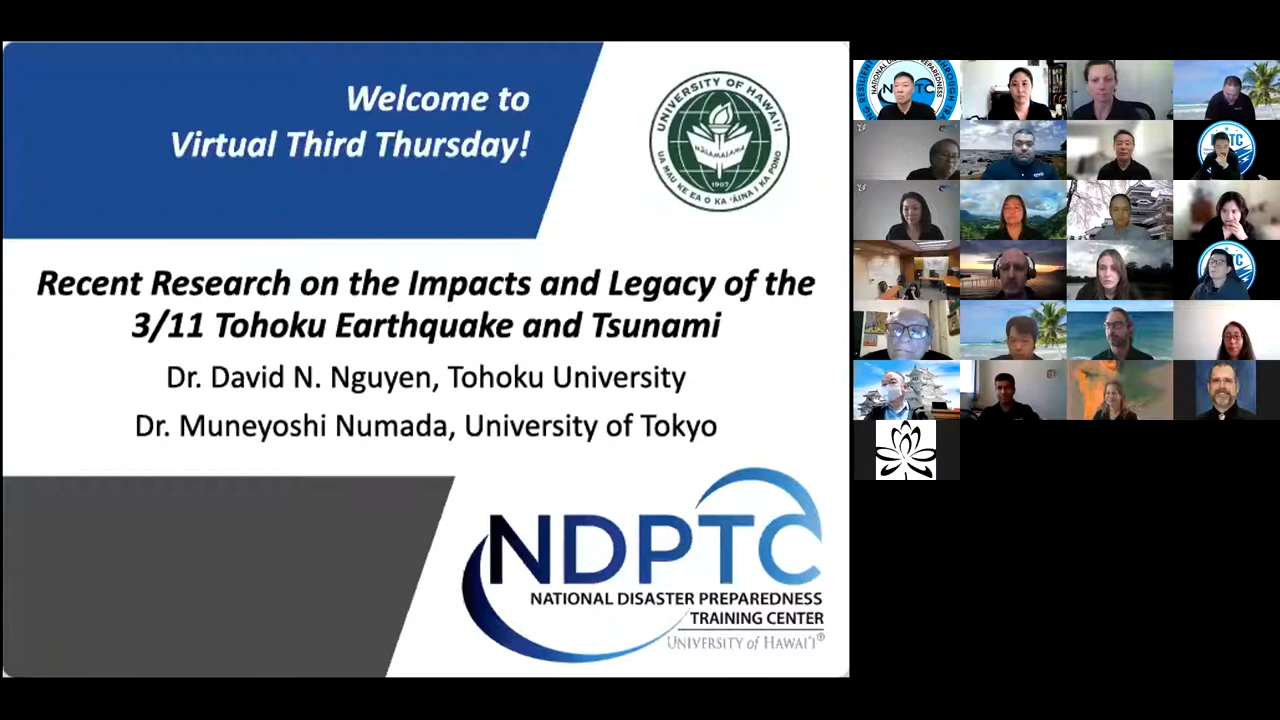 Welcome to
Virtual Third Thursday!
UNIVERSITY OF HAWAI'I
MĀLAMALAMA
1907
UA MAU KE EA O KA 'ĀINA I KA PONO
Recent Research on the Impacts and Legacy of the
3/11 Tohoku Earthquake and Tsunami
Dr. David N. Nguyen, Tohoku University
Dr. Muneyoshi Numada, University of Tokyo
NDPTC
NATIONAL DISASTER PREPAREDNESS
TRAINING CENTER
UNIVERSITY of HAWAI'I®